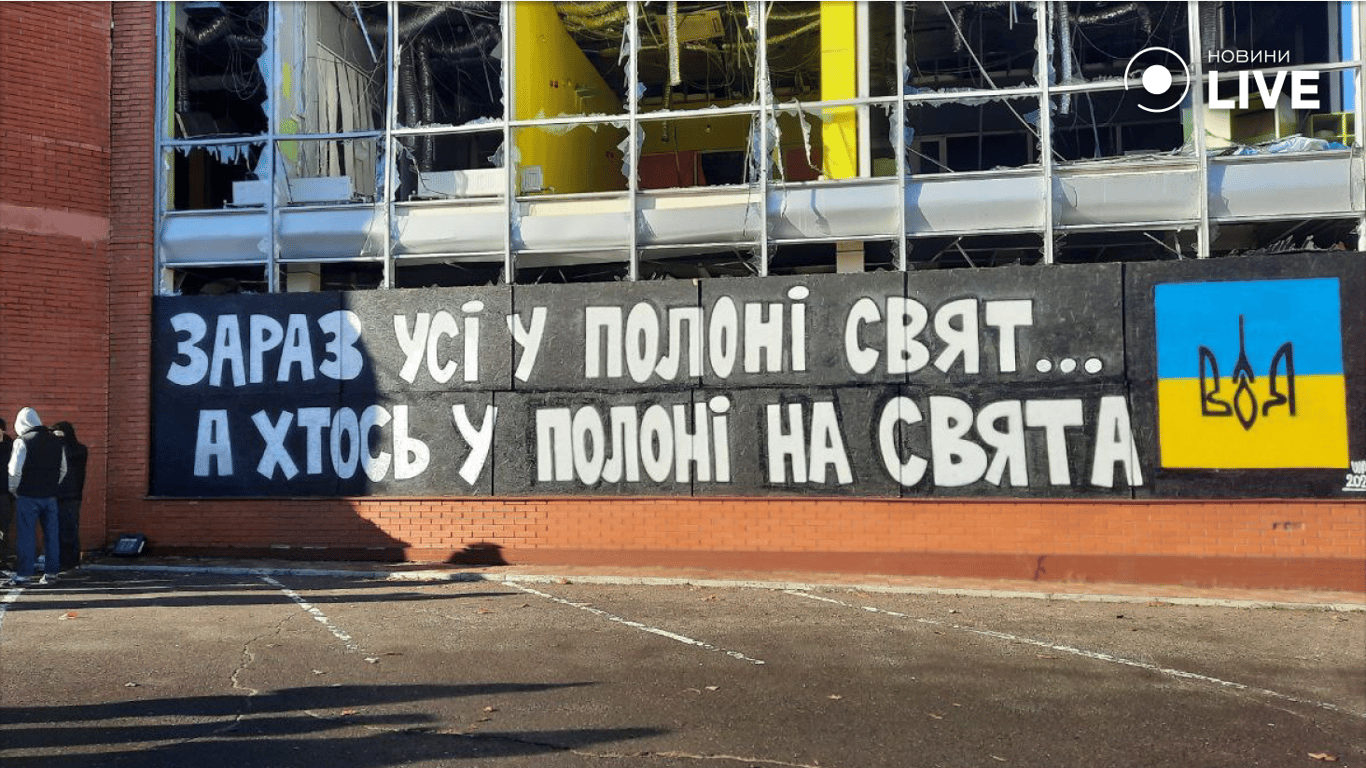 НОВИНИ
LIVE
ЗАРАЗ УСІ У ПОЛОНІ СВЯТ...
А ХТОСЬ У ПОЛОНІ НА СВЯТА